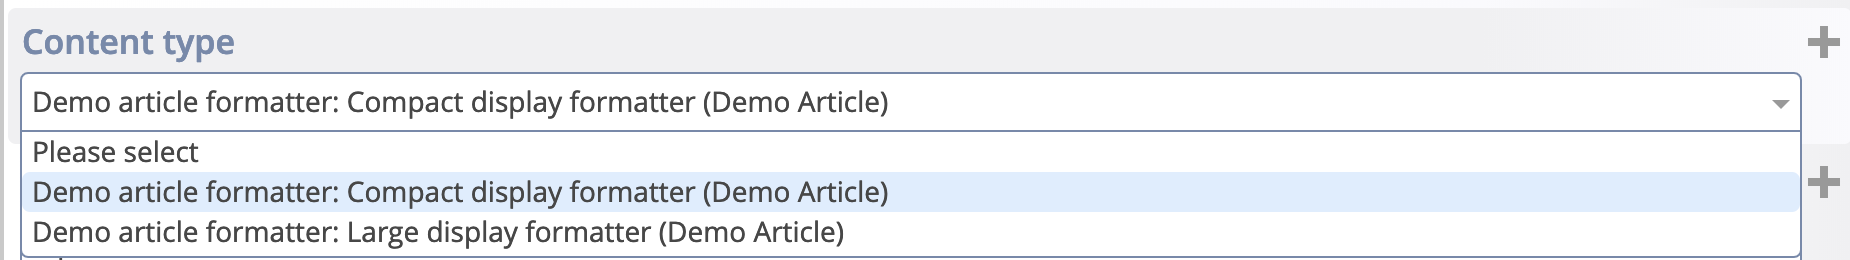 Content type
Demo article formatter: Compact display formatter (Demo Article)
Please select
Demo article formatter: Compact display formatter (Demo Article)
Demo article formatter: Large display formatter (Demo Article)